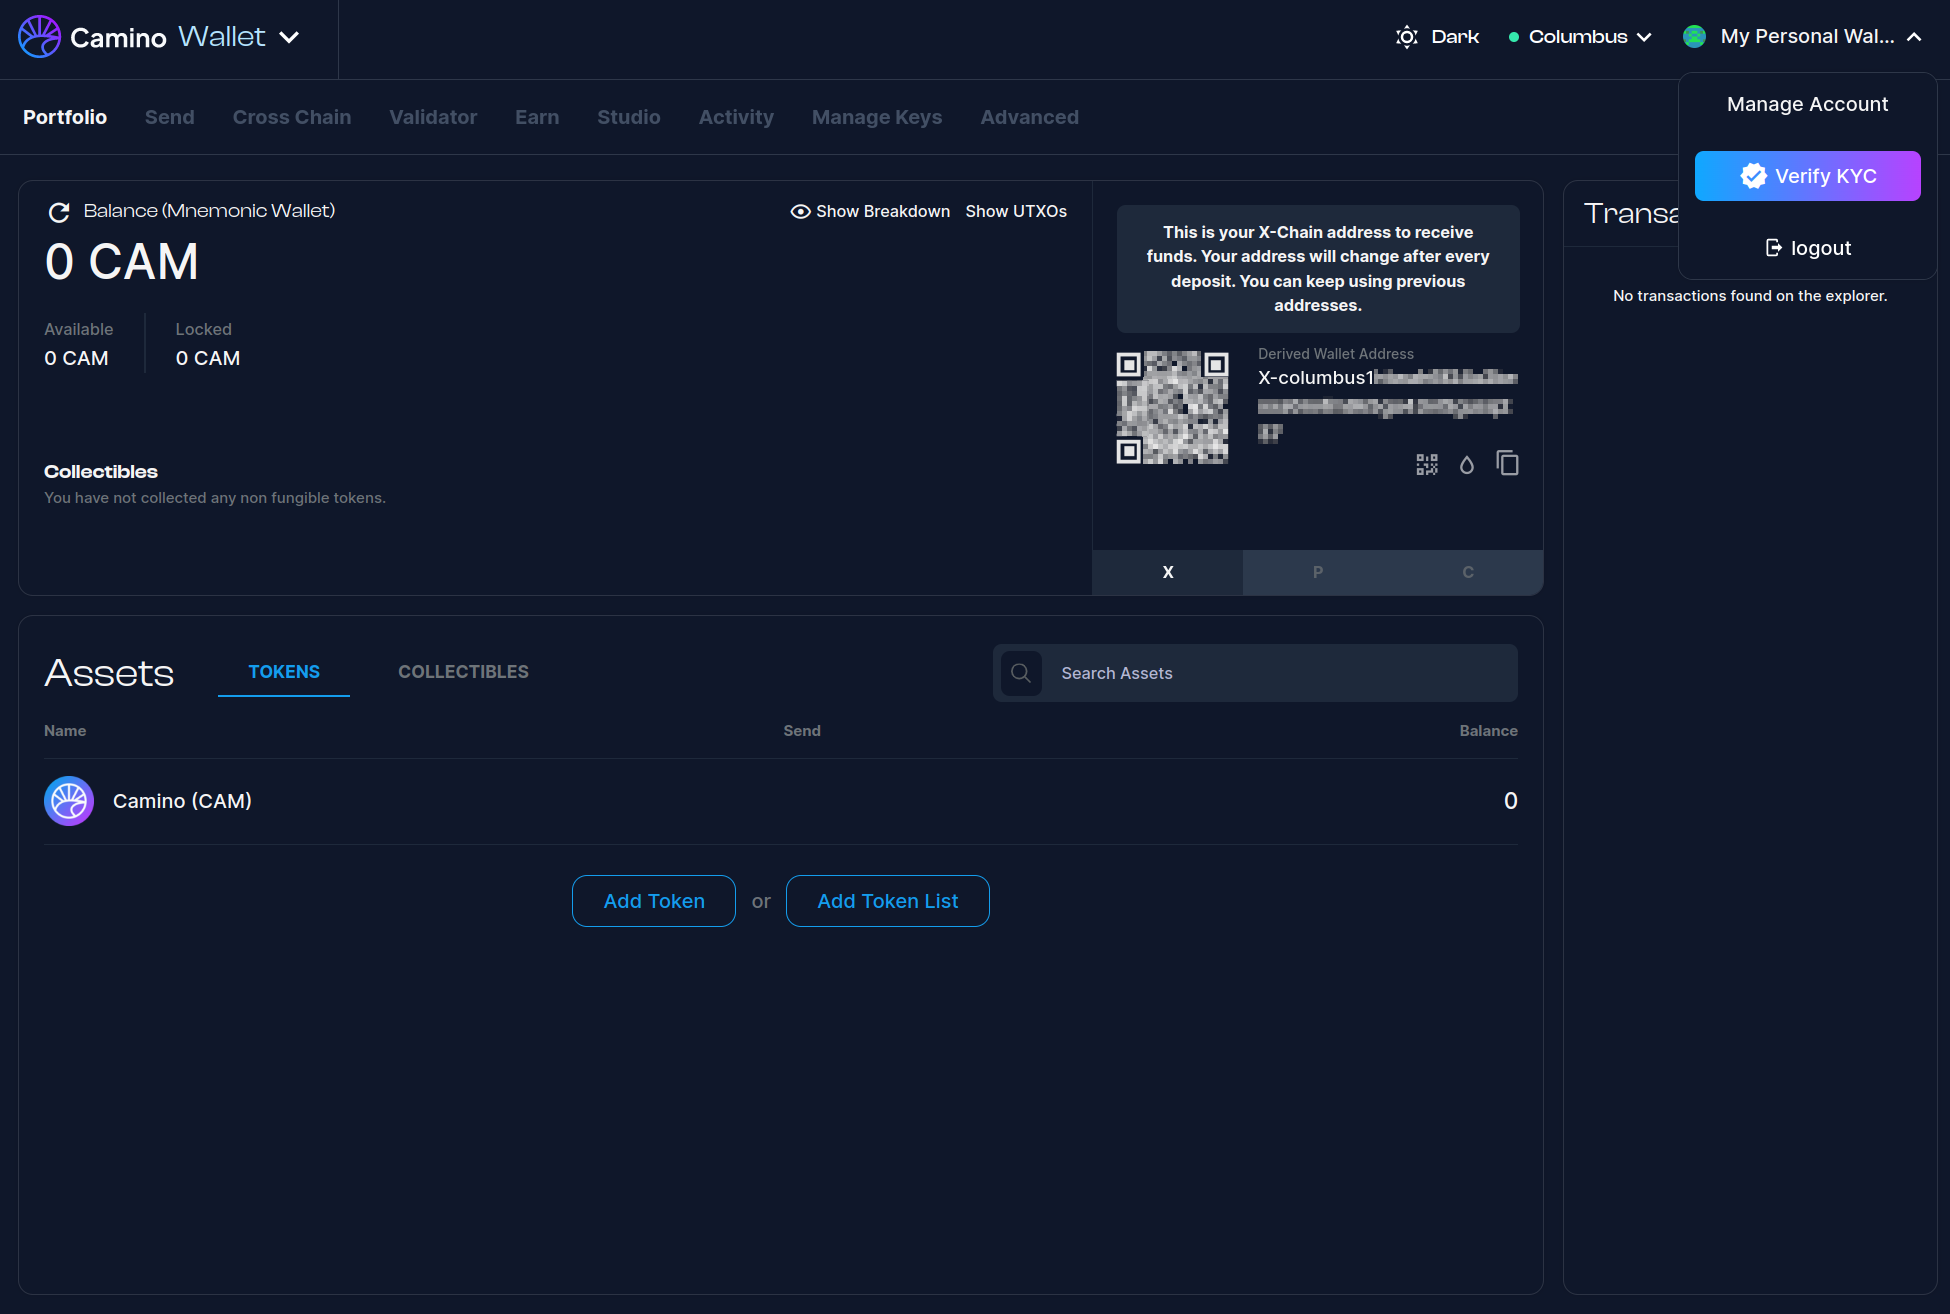 Camino Wallet
Dark
Columbus
My Personal Wal...
Portfolio
Send
Cross Chain
Validator
Earn
Studio
Activity
Manage Keys
Advanced
Manage Account
Verify KYC
logout
Balance (Mnemonic Wallet)
Show Breakdown
Show UTXOs
0 CAM
Available
0 CAM
Locked
0 CAM
Collectibles
You have not collected any non fungible tokens.
This is your X-Chain address to receive
funds. Your address will change after every
deposit. You can keep using previous
addresses.
Derived Wallet Address
X-columbus1
X
P
C
Transa
No transactions found on the explorer.
Assets
TOKENS
COLLECTIBLES
Search Assets
Name
Send
Balance
Camino (CAM)
0
Add Token
or
Add Token List